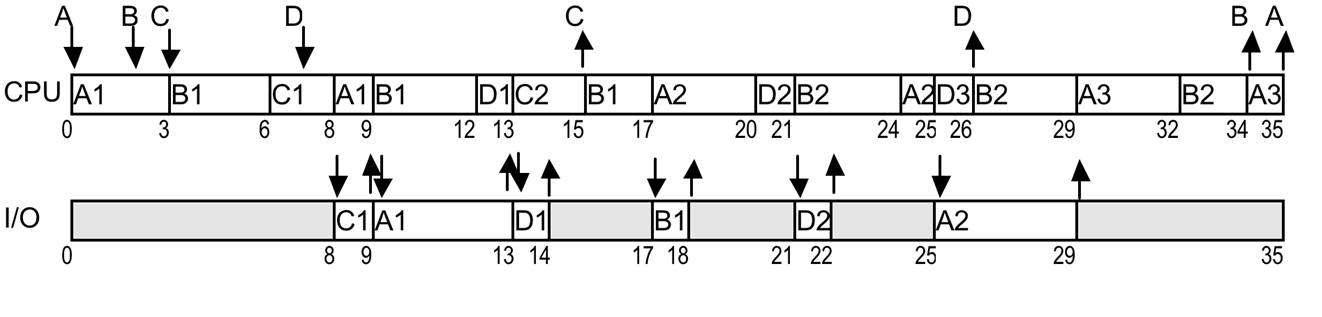 A B C D C D B A
CPU A1 B1 C1 A1 B1 D1 C2 B1 A2 D2 B2 A2 D3 B2 A3 B2 A3
0 3 6 8 9 12 13 15 17 20 21 24 25 26 29 32 34 35
I/O C1 A1 D1 B1 D2 A2
0 8 9 13 14 17 18 21 22 25 29 35